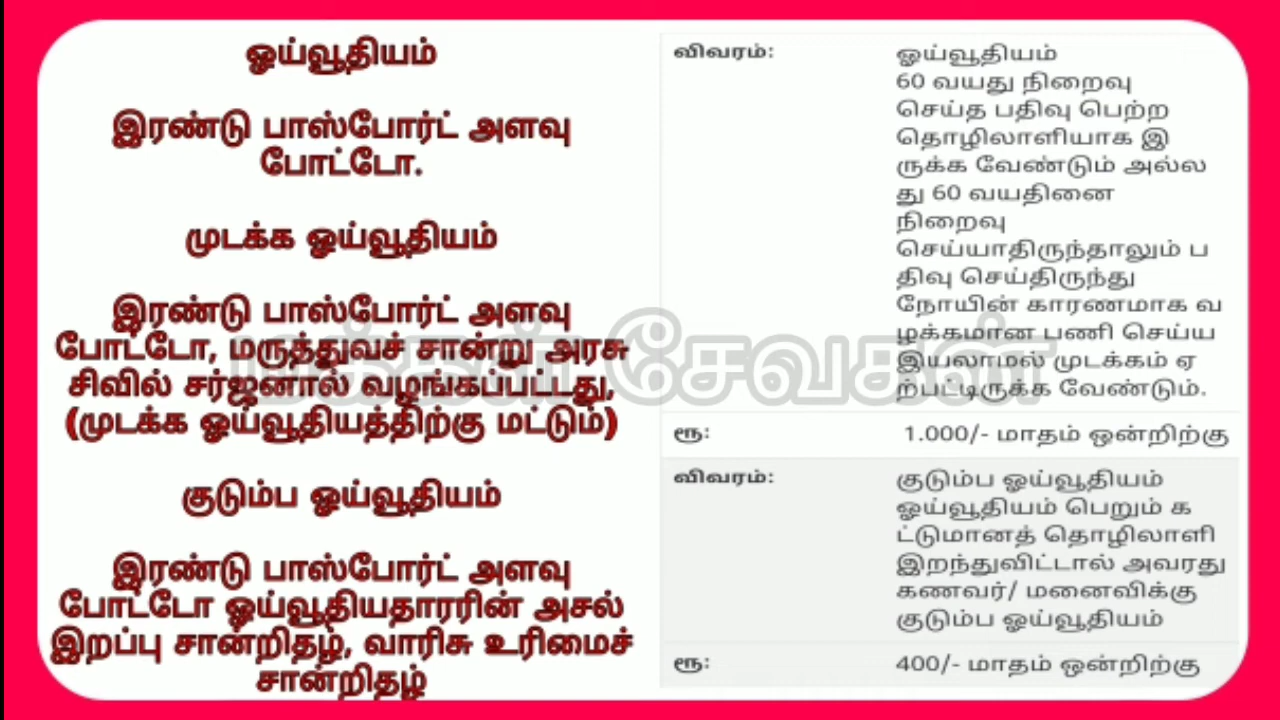 ஓய்வூதியம்
இரண்டு பாஸ்போர்ட் அளவு
போட்டோ.
முடக்க ஓய்வூதியம்
இரண்டு பாஸ்போர்ட் அளவு
போட்டோ, மருத்துவச் சான்று அரசு
சிவில் சர்ஜனால் வழங்கப்பட்டது,
(முடக்க ஓய்வூதியத்திற்கு மட்டும்)
குடும்ப ஓய்வூதியம்
இரண்டு பாஸ்போர்ட் அளவு
போட்டோ ஓய்வூதியதாரரின் அசல்
இறப்பு சான்றிதழ், வாரிசு உரிமைச்
சான்றிதழ்
விவரம்: ஓய்வூதியம்
60 வயது நிறைவு
செய்த பதிவு பெற்ற
தொழிலாளியாக இ
ருக்க வேண்டும் அல்ல
து 60 வயதினை
நிறைவு
செய்யாதிருந்தாலும் ப
திவு செய்திருந்து
நோயின் காரணமாக வ
ழக்கமான பணி செய்ய
இயலாமல் முடக்கம் ஏ
ற்பட்டிருக்க வேண்டும்.
ரூ: 1.000/- மாதம் ஒன்றிற்கு
விவரம்: குடும்ப ஓய்வூதியம்
ஓய்வூதியம் பெறும் க
ட்டுமானத் தொழிலாளி
இறந்துவிட்டால் அவரது
கணவர்/ மனைவிக்கு
குடும்ப ஓய்வூதியம்
ரூ: 400/- மாதம் ஒன்றிற்கு
மக்கள் சேவகன்